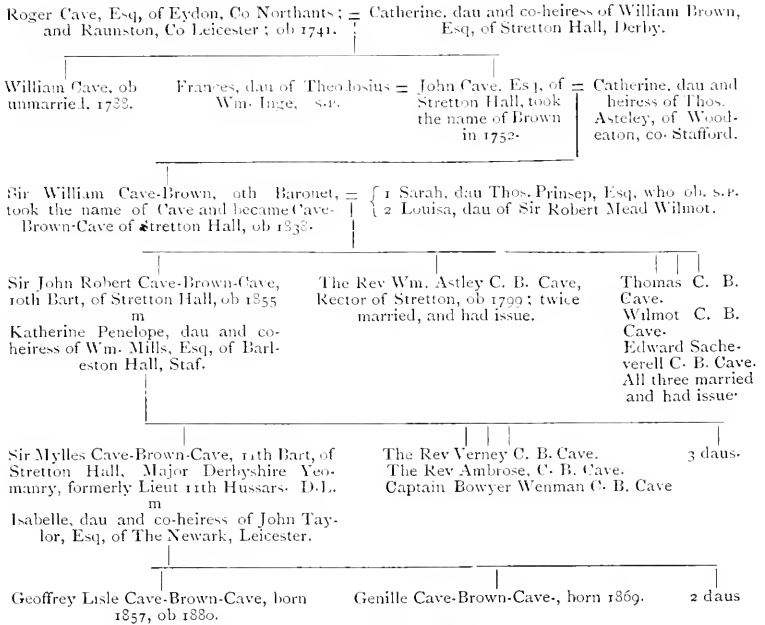 Roger Cave, Esq, of Eydon, Co Northants; = Catherine, dau and co-heiress of William Brown,
and Raunston, Co Leicester; ob 1741. Esq, of Stretton Hall, Derby.
William Cave, ob
unmarried, 1788.
Frances, dau of Theodosius =
Wm. Inge, s.P.
John Cave, Esq, of
Stretton Hall, took
the name of Brown
in 1752.
= Catherine, dau and
heiress of Thos.
Asteley, of Wood-
eaton, co. Stafford.
Sir William Cave-Brown, 9th Baronet, =
took the name of Cave and became Cave-
Brown-Cave of Stretton Hall, ob 1838.
{ 1 Sarah, dau Thos. Prinsep, Esq, who ob. s.P.
2 Louisa, dau of Sir Robert Mead Wilmot.
Sir John Robert Cave-Brown-Cave,
10th Bart, of Stretton Hall, ob 1855
m
Katherine Penelope, dau and co-
heiress of Wm. Mills, Esq, of Barl-
eston Hall, Staf.
The Rev Wm. Astley C. B. Cave,
Rector of Stretton, ob 1799; twice
married, and had issue.
Thomas C. B.
Cave.
Wilmot C. B.
Cave.
Edward Sache-
verell C. B. Cave.
All three married
and had issue.
Sir Mylles Cave-Brown-Cave, 11th Bart, of
Stretton Hall, Major Derbyshire Yeo-
manry, formerly Lieut 11th Hussars. D.L.
m
Isabelle, dau and co-heiress of John Tay-
lor, Esq, of The Newark, Leicester.
The Rev Verney C. B. Cave.
The Rev Ambrose, C. B. Cave.
Captain Bowyer Wenman C. B. Cave
3 daus.
Geoffrey Lisle Cave-Brown-Cave, born
1857, ob 1880.
Genille Cave-Brown-Cave-, born 1869.
2 daus